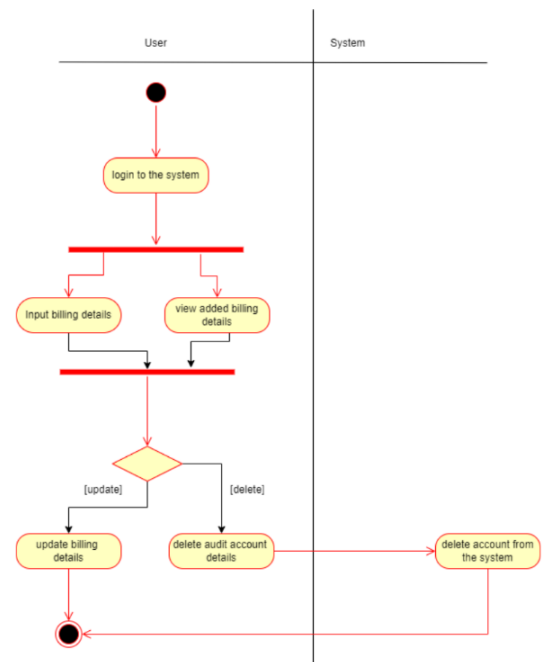 User
System
login to the system
Input billing details
view added billing
details
[update]
[delete]
update billing
details
delete audit account
details
delete account from
the system